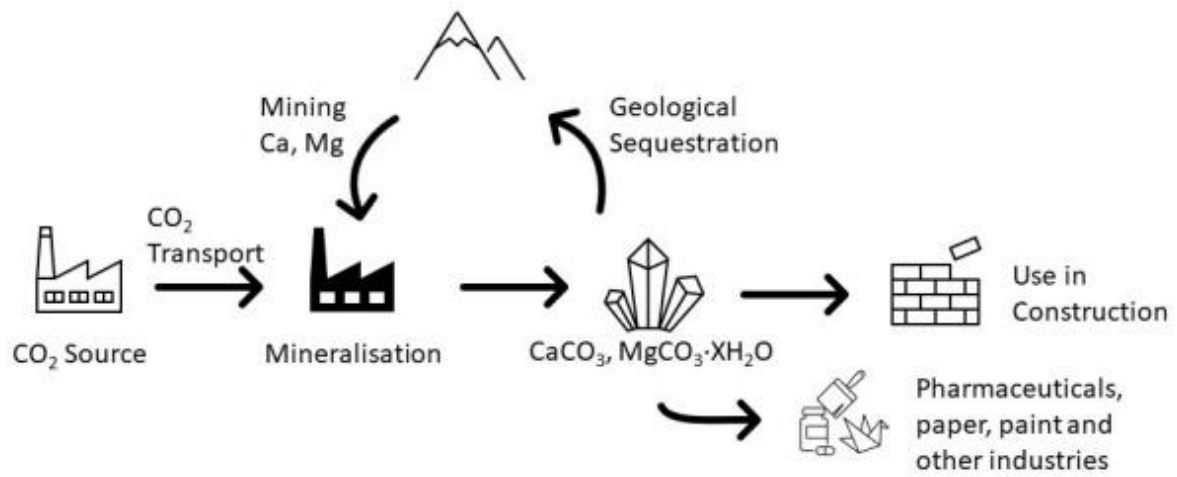 Mining
Ca, Mg
Geological
Sequestration
CO₂
Transport
CO₂ Source
Mineralisation
CaCO₃, MgCO₃·XH₂O
Use in
Construction
Pharmaceuticals,
paper, paint and
other industries